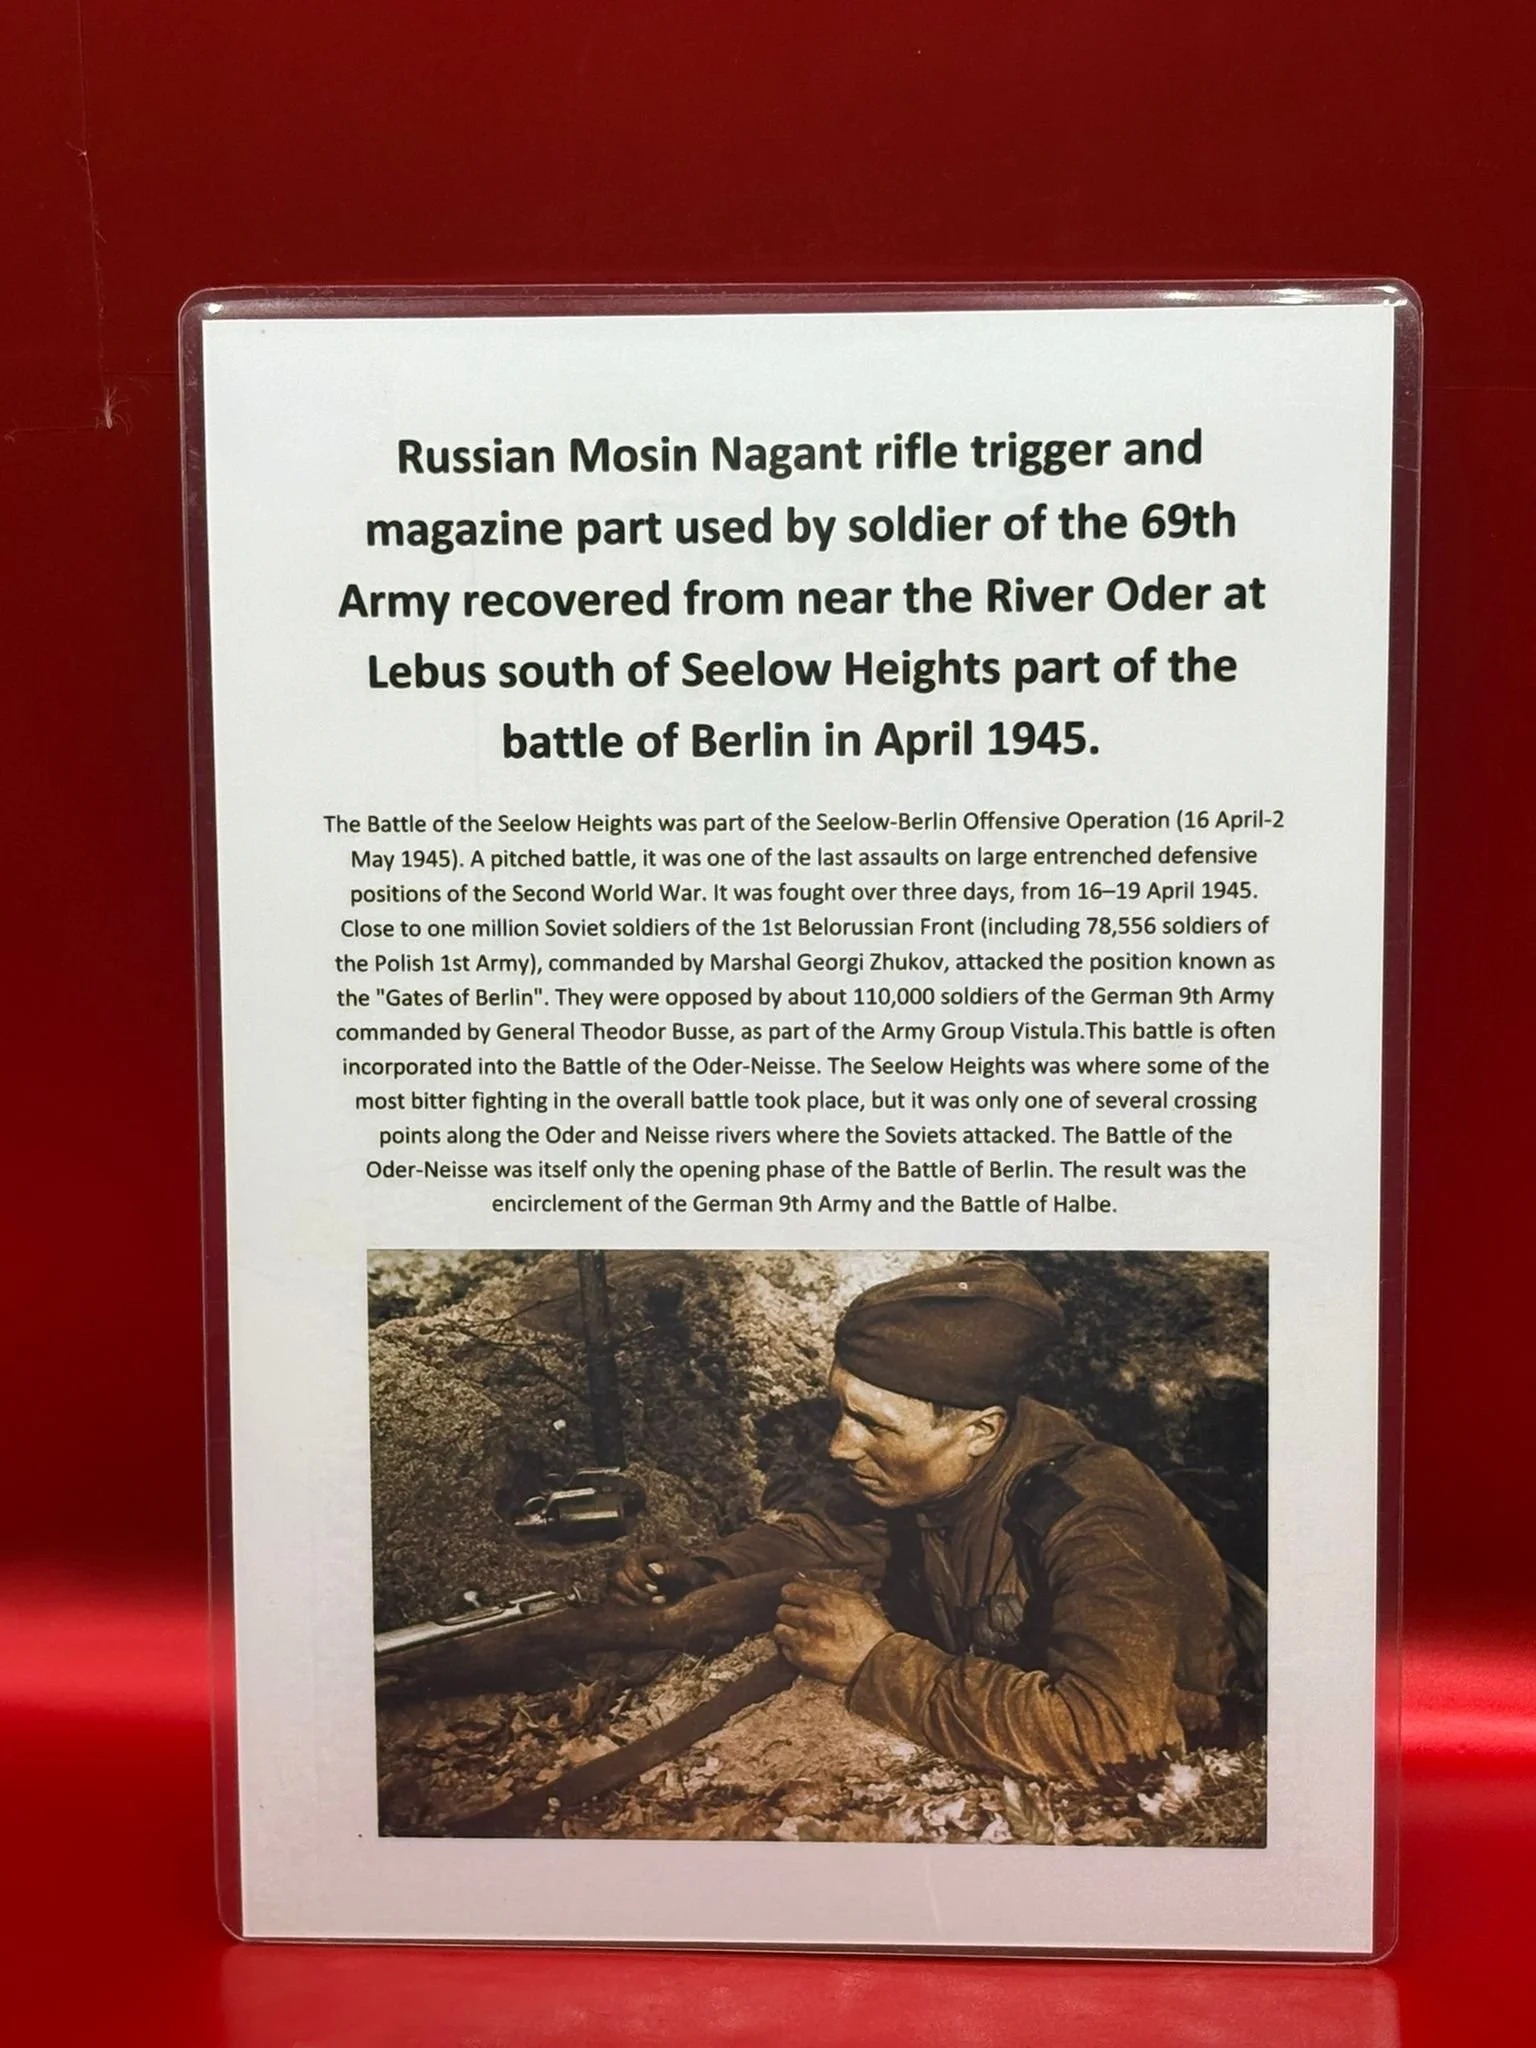 Russian Mosin Nagant rifle trigger and
magazine part used by soldier of the 69th
Army recovered from near the River Oder at
Lebus south of Seelow Heights part of the
battle of Berlin in April 1945.
The Battle of the Seelow Heights was part of the Seelow-Berlin Offensive Operation (16 April-2
May 1945). A pitched battle, it was one of the last assaults on large entrenched defensive
positions of the Second World War. It was fought over three days, from 16–19 April 1945.
Close to one million Soviet soldiers of the 1st Belorussian Front (including 78,556 soldiers of
the Polish 1st Army), commanded by Marshal Georgi Zhukov, attacked the position known as
the "Gates of Berlin". They were opposed by about 110,000 soldiers of the German 9th Army
commanded by General Theodor Busse, as part of the Army Group Vistula.This battle is often
incorporated into the Battle of the Oder-Neisse. The Seelow Heights was where some of the
most bitter fighting in the overall battle took place, but it was only one of several crossing
points along the Oder and Neisse rivers where the Soviets attacked. The Battle of the
Oder-Neisse was itself only the opening phase of the Battle of Berlin. The result was the
encirclement of the German 9th Army and the Battle of Halbe.